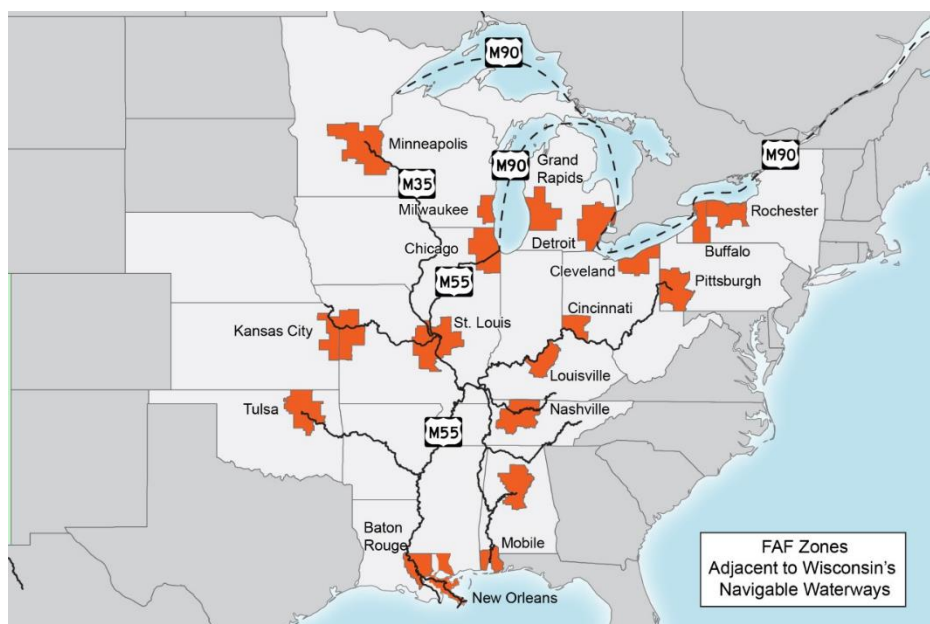 M90
Minneapolis
M35
M90
Grand
Rapids
M90
Milwaukee
Rochester
Chicago
Detroit
Buffalo
Cleveland
Pittsburgh
M55
Cincinnati
Kansas City
St. Louis
Louisville
Tulsa
Nashville
M55
Baton
Rouge
Mobile
New Orleans
FAF Zones
Adjacent to Wisconsin's
Navigable Waterways